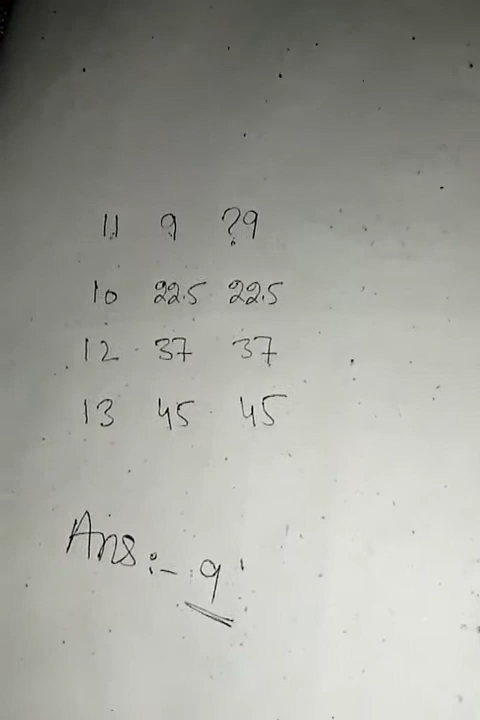 11 9 ?9
10 22.5 22.5
12 37 37
13 45 45
Ans :- 9